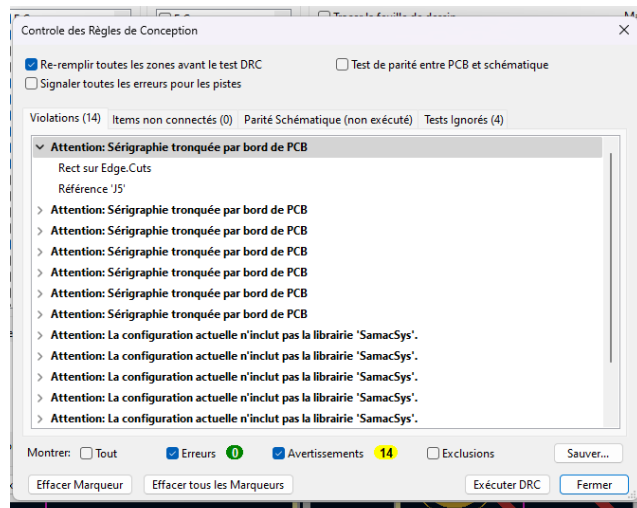 Controle des Règles de Conception
Re-remplir toutes les zones avant le test DRC
Test de parité entre PCB et schématique
Signaler toutes les erreurs pour les pistes
Violations (14) Items non connectés (0) Parité Schématique (non exécuté) Tests Ignorés (4)
Attention: Sérigraphie tronquée par bord de PCB
Rect sur Edge.Cuts
Référence 'J5'
Attention: Sérigraphie tronquée par bord de PCB
Attention: Sérigraphie tronquée par bord de PCB
Attention: Sérigraphie tronquée par bord de PCB
Attention: Sérigraphie tronquée par bord de PCB
Attention: Sérigraphie tronquée par bord de PCB
Attention: Sérigraphie tronquée par bord de PCB
Attention: La configuration actuelle n'inclut pas la librairie 'SamacSys'.
Attention: La configuration actuelle n'inclut pas la librairie 'SamacSys'.
Attention: La configuration actuelle n'inclut pas la librairie 'SamacSys'.
Attention: La configuration actuelle n'inclut pas la librairie 'SamacSys'.
Attention: La configuration actuelle n'inclut pas la librairie 'SamacSys'.
Montrer: Tout Erreurs 0 Avertissements 14 Exclusions Sauver...
Effacer Marqueur Effacer tous les Marqueurs Exécuter DRC Fermer